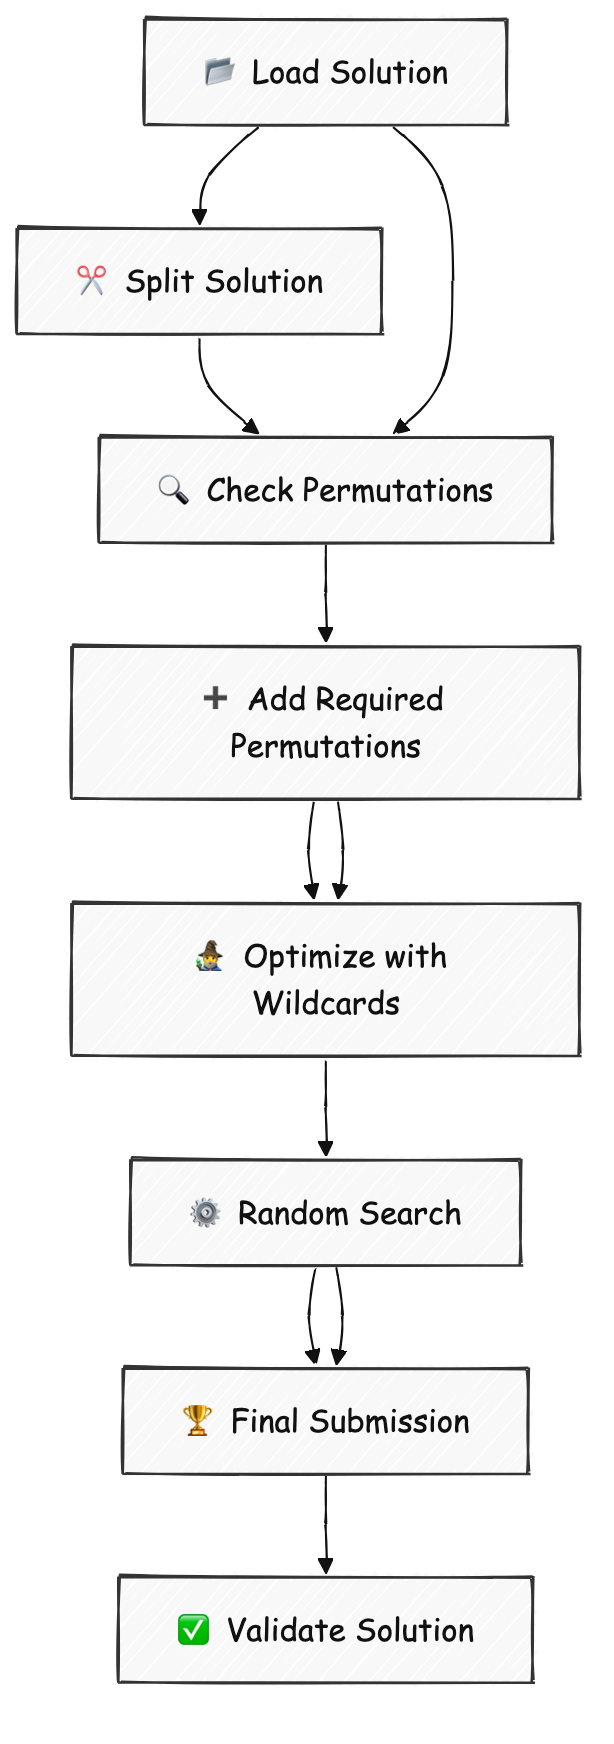 Load Solution
Split Solution
Check Permutations
Add Required
Permutations
Optimize with
Wildcards
Random Search
Final Submission
Validate Solution